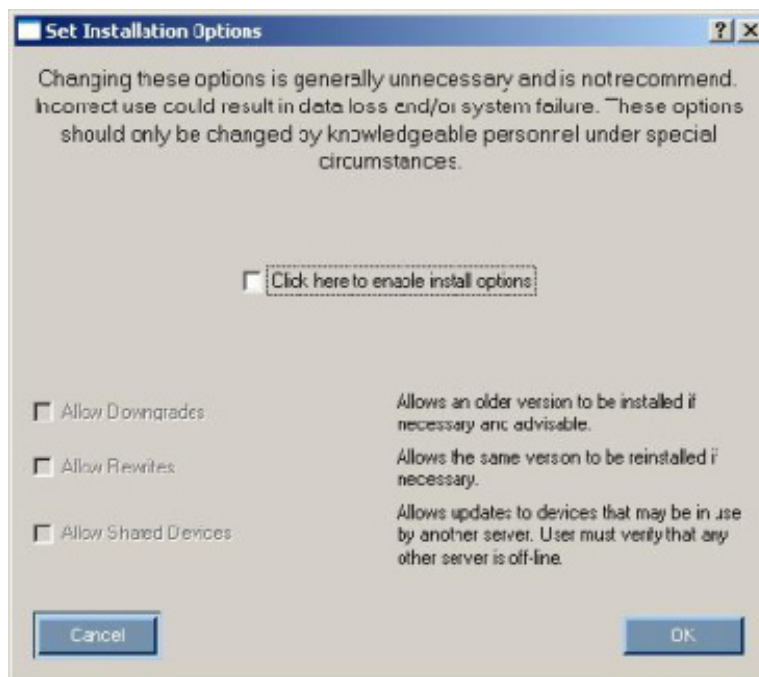 Set Installation Options
Changing these options is generally unnecessary and is not recommend.
Incorrect use could result in data loss and/or system failure. These options
should only be changed by knowledgeable personnel under special
circumstances.
Click here to enable install options
Allow Downgrades
Allows an older version to be installed if
necessary and advisable.
Allow Rewrites
Allows the same verson to be reinstalled if
necessary.
Allow Shared Devices
Allows updates to devices that may be in use
by another server. User must verify that any
other server is off-line.
Cancel
OK